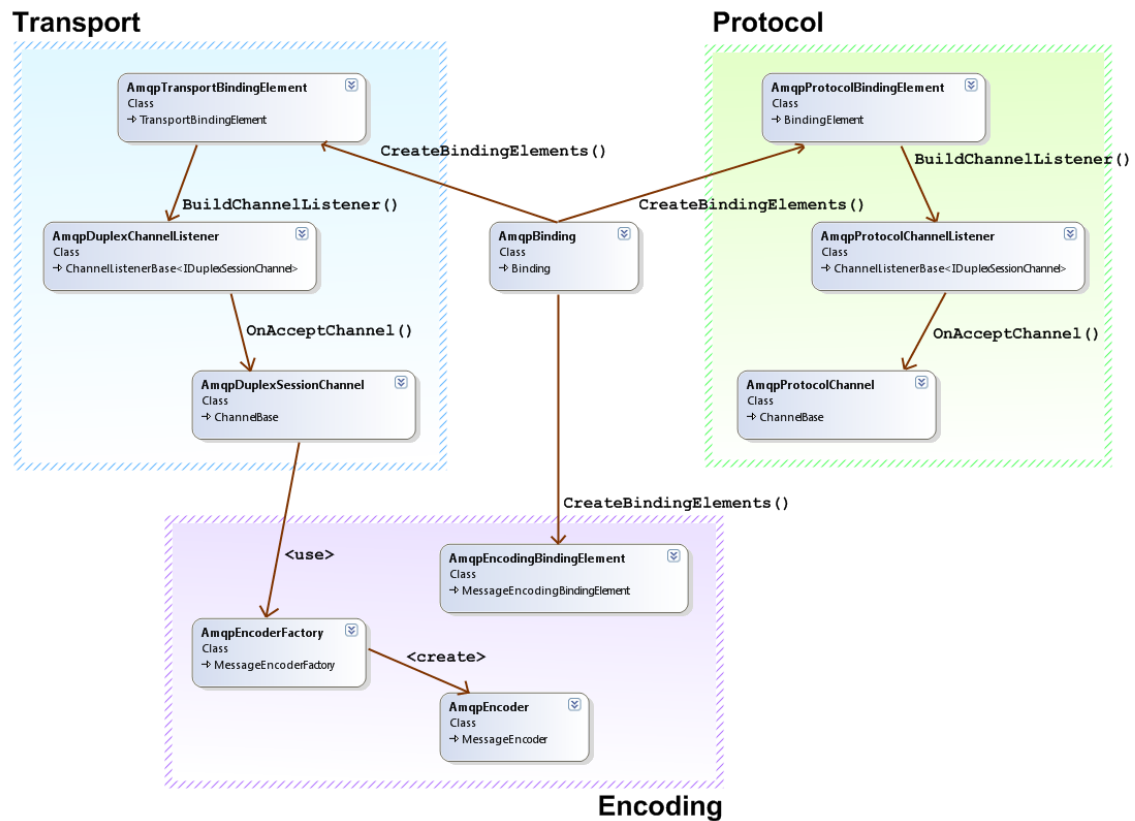 Transport
Protocol
AmqpTransportBindingElement
Class
TransportBindingElement
AmqpProtocolBindingElement
Class
BindingElement
CreateBindingElements()
BuildChannelListener()
BuildChannelListener()
CreateBindingElements()
AmqpDuplexChannelListener
Class
ChannelListenerBase<IDuplexSessionChannel>
AmqpBinding
Class
Binding
AmqpProtocolChannelListener
Class
ChannelListenerBase<IDuplexSessionChannel>
OnAcceptChannel()
OnAcceptChannel()
AmqpDuplexSessionChannel
Class
ChannelBase
AmqpProtocolChannel
Class
ChannelBase
CreateBindingElements()
<use>
AmqpEncodingBindingElement
Class
MessageEncodingBindingElement
AmqpEncoderFactory
Class
MessageEncoderFactory
<create>
AmqpEncoder
Class
MessageEncoder
Encoding